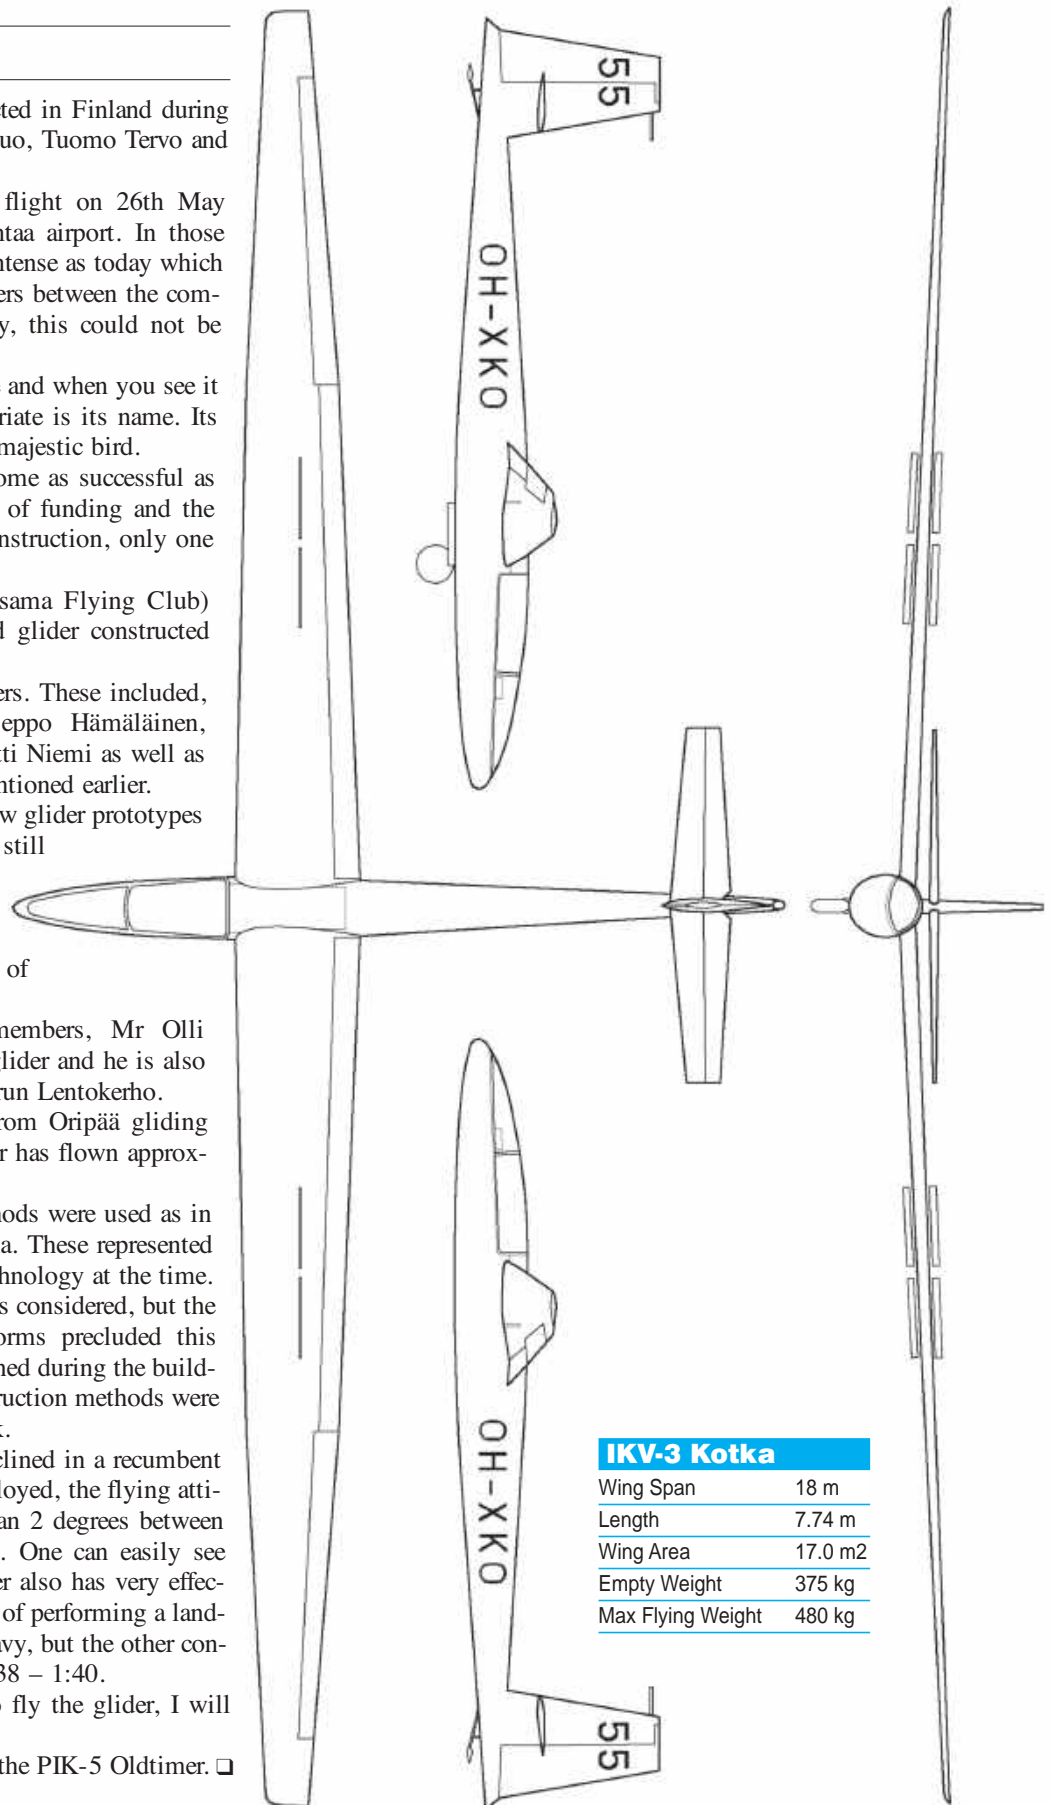 ted in Finland during
uo, Tuomo Tervo and
flight on 26th May
ntaa airport. In those
ntense as today which
ers between the com-
y, this could not be
and when you see it
riate is its name. Its
majestic bird.
ome as successful as
of funding and the
nstruction, only one
sama Flying Club)
d glider constructed
ers. These included,
eppo Hämäläinen,
tti Niemi as well as
ntioned earlier.
w glider prototypes
still
of
members, Mr Olli
glider and he is also
run Lentokerho.
rom Oripää gliding
r has flown approx-
hods were used as in
a. These represented
chnology at the time.
s considered, but the
orms precluded this
ned during the build-
ruction methods were
k.
clined in a recumbent
loyed, the flying atti-
an 2 degrees between
. One can easily see
er also has very effec-
of performing a land-
avy, but the other con-
38 – 1:40.
o fly the glider, I will
the PIK-5 Oldtimer. ❑
55
OH-XKO
OH-XKO
55
IKV-3 Kotka
Wing Span 18 m
Length 7.74 m
Wing Area 17.0 m2
Empty Weight 375 kg
Max Flying Weight 480 kg